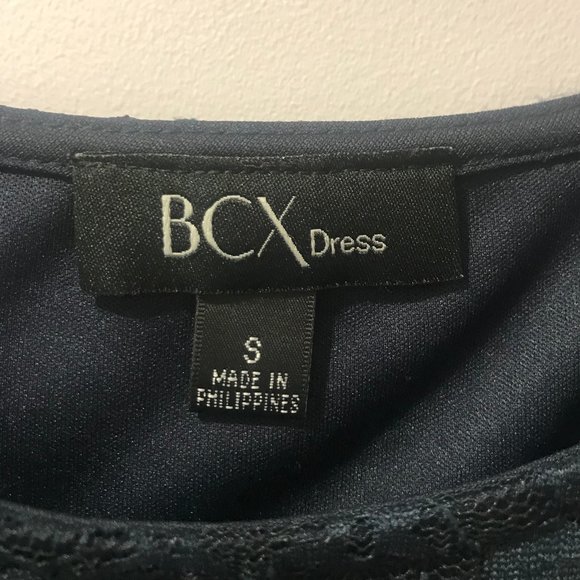 BCX Dress
S
MADE IN
PHILIPPINES